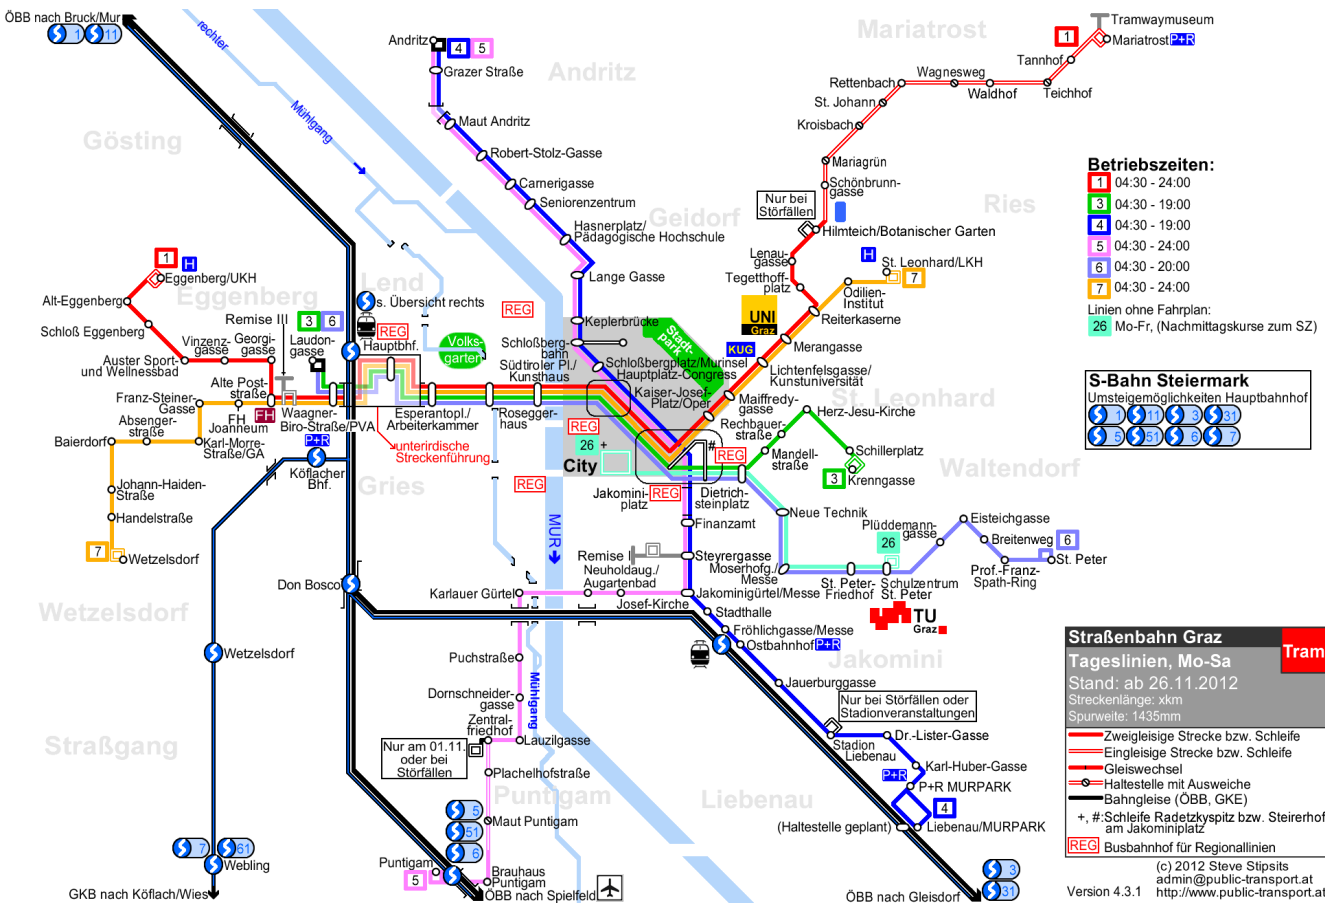 ÖBB nach Bruck/Mur
1
11
rechter
Mühlgang
Gösting
Andritz
4
5
Grazer Straße
Andritz
Maut Andritz
Robert-Stolz-Gasse
Carnerigasse
Seniorenzentrum
Hasnerplatz/
Pädagogische Hochschule
Lange Gasse
Keplerbrücke
Geidorf
Mariatrost
1
Tramwaymuseum
Mariatrost
P+R
Tannhof
Teichhof
Waldhof
Wagnesweg
Rettenbach
St. Johann
Kroisbach
Mariagrün
Schönbrunn-
gasse
Nur bei
Störfällen
Hilmteich/Botanischer Garten
Ries
Lenau-
gasse
Tegetthoff-
platz
H
St. Leonhard/LKH
7
Odilien-
Institut
Reiterkaserne
UNI
Graz
KUG
Merangasse
Lichtenfelsgasse/
Kunstuniversität
Maiffredy-
gasse
St. Leonhard
Rechbauer-
straße
Herz-Jesu-Kirche
Mandell-
straße
Schillerplatz
3
Krenngasse
Waltendorf
Betriebszeiten:
1 04:30 - 24:00
3 04:30 - 19:00
4 04:30 - 19:00
5 04:30 - 24:00
6 04:30 - 20:00
7 04:30 - 24:00
Linien ohne Fahrplan:
26 Mo-Fr, (Nachmittagskurse zum SZ)
S-Bahn Steiermark
Umsteigemöglichkeiten Hauptbahnhof
1 11 3 31
5 51 6 7
1
H
Eggenberg/UKH
Alt-Eggenberg
Eggenberg
Schloß Eggenberg
Vinzenz-
gasse
Georgi-
gasse
Auster Sport-
und Wellnessbad
Remise III
3
6
Laudon-
gasse
Lend
s. Übersicht rechts
REG
Hauptbhf.
Alte Post-
straße
Franz-Steiner-
Gasse
FH
Joanneum
FH
Waagner-
Biro-Straße/PVA
P+R
Absenger-
straße
Baierdorf
Karl-Morre-
Straße/GA
Köflacher
Bhf.
Johann-Haiden-
Straße
Handelstraße
7
Wetzelsdorf
Esperantopl./
Arbeiterkammer
unterirdische
Streckenführung
Rosegger-
haus
Gries
Volks-
garten
REG
Schloßberg-
bahn
Südtiroler Pl./
Kunsthaus
Stadt-
park
Schloßbergplatz/Murinsel
Hauptplatz-Congress
Kaiser-Josef-
Platz/Oper
REG
26
+
City
#
REG
REG
Jakomini-
platz
REG
Dietrich-
steinplatz
MUR
Finanzamt
Remise I
Steyrergasse
Neuholdaug./
Augartenbad
Moserhofg./
Messe
Karlauer Gürtel
Josef-Kirche
Jakominigürtel/Messe
Neue Technik
Plüddemann-
gasse
26
St. Peter-
Friedhof
Schulzentrum
St. Peter
Eisteichgasse
Breitenweg
6
Prof.-Franz-
Spath-Ring
St. Peter
TU
Graz
Stadthalle
Fröhlichgasse/Messe
Ostbahnhof
P+R
Jakomini
Jauerburggasse
Nur bei Störfällen oder
Stadionveranstaltungen
Stadion
Liebenau
Dr.-Lister-Gasse
Karl-Huber-Gasse
P+R
P+R MURPARK
4
(Haltestelle geplant)
Liebenau/MURPARK
Liebenau
3
31
ÖBB nach Gleisdorf
Don Bosco
Wetzelsdorf
Wetzelsdorf
Straßgang
7
61
Webling
GKB nach Köflach/Wies
Puchstraße
Dornschneider-
gasse
Mühlgang
Zentral-
friedhof
Lauzilgasse
Nur am 01.11.
oder bei
Störfällen
Plachelhofstraße
Puntigam
5
51
6
Maut Puntigam
Puntigam
5
Brauhaus
Puntigam
ÖBB nach Spielfeld
Straßenbahn Graz
Tageslinien, Mo-Sa
Tram
Stand: ab 26.11.2012
Streckenlänge: xkm
Spurweite: 1435mm
Zweigleisige Strecke bzw. Schleife
Eingleisige Strecke bzw. Schleife
Gleiswechsel
Haltestelle mit Ausweiche
Bahngleise (ÖBB, GKE)
+, #:Schleife Radetzkyspitz bzw. Steirerhof
am Jakominiplatz
REG Busbahnhof für Regionallinien
(c) 2012 Steve Stipsits
admin@public-transport.at
Version 4.3.1 http://www.public-transport.at